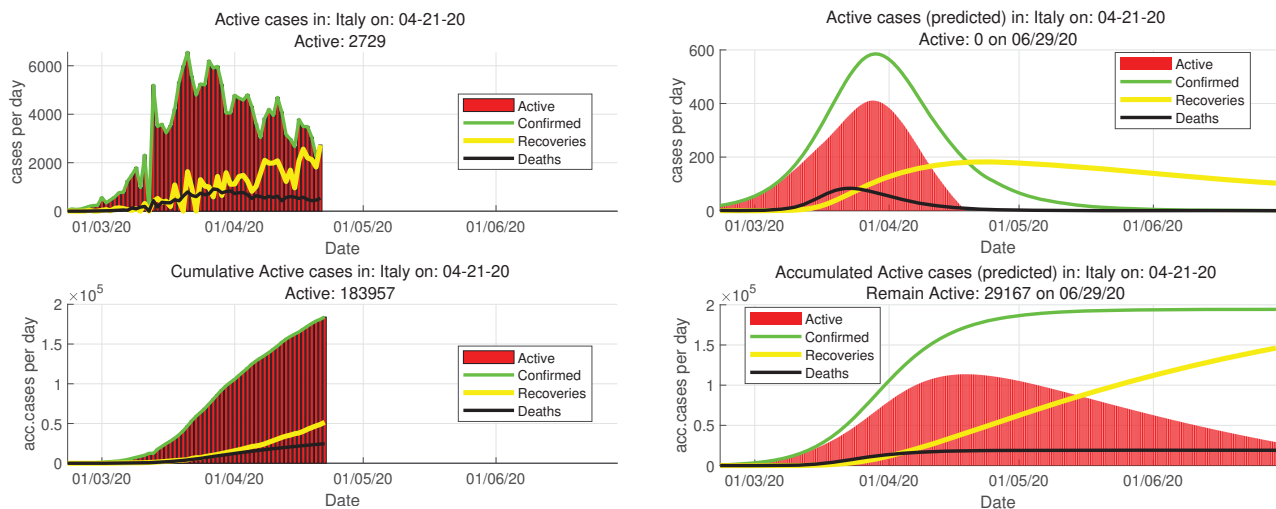 Active cases in: Italy on: 04-21-20
Active: 2729
6000
4000
2000
0
cases per day
01/03/20 01/04/20 01/05/20 01/06/20
Date
Active
Confirmed
Recoveries
Deaths
Active cases (predicted) in: Italy on: 04-21-20
Active: 0 on 06/29/20
600
400
200
0
cases per day
01/03/20 01/04/20 01/05/20 01/06/20
Date
Active
Confirmed
Recoveries
Deaths
Cumulative Active cases in: Italy on: 04-21-20
Active: 183957
×10^5
2
1.5
1
0.5
0
acc.cases per day
01/03/20 01/04/20 01/05/20 01/06/20
Date
Active
Confirmed
Recoveries
Deaths
Accumulated Active cases (predicted) in: Italy on: 04-21-20
Remain Active: 29167 on 06/29/20
×10^5
2
1.5
1
0.5
0
acc.cases per day
01/03/20 01/04/20 01/05/20 01/06/20
Date
Active
Confirmed
Recoveries
Deaths